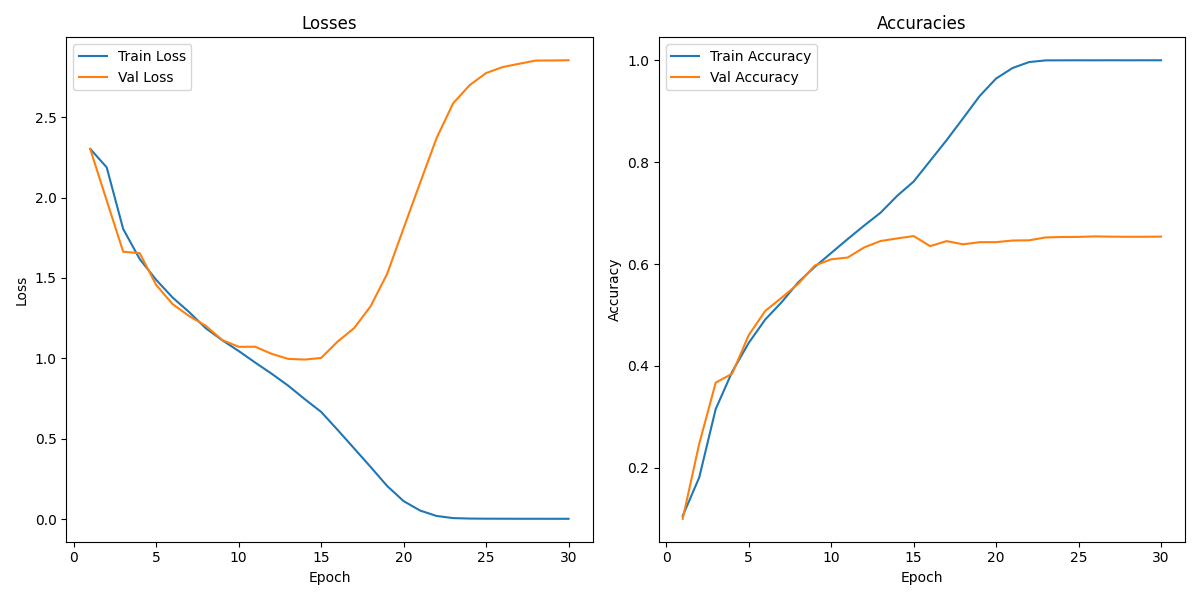 Losses
Train Loss
Val Loss
2.5
2.0
1.5
1.0
0.5
0.0
Loss
0 5 10 15 20 25 30
Epoch
Accuracies
Train Accuracy
Val Accuracy
1.0
0.8
0.6
0.4
0.2
Accuracy
0 5 10 15 20 25 30
Epoch